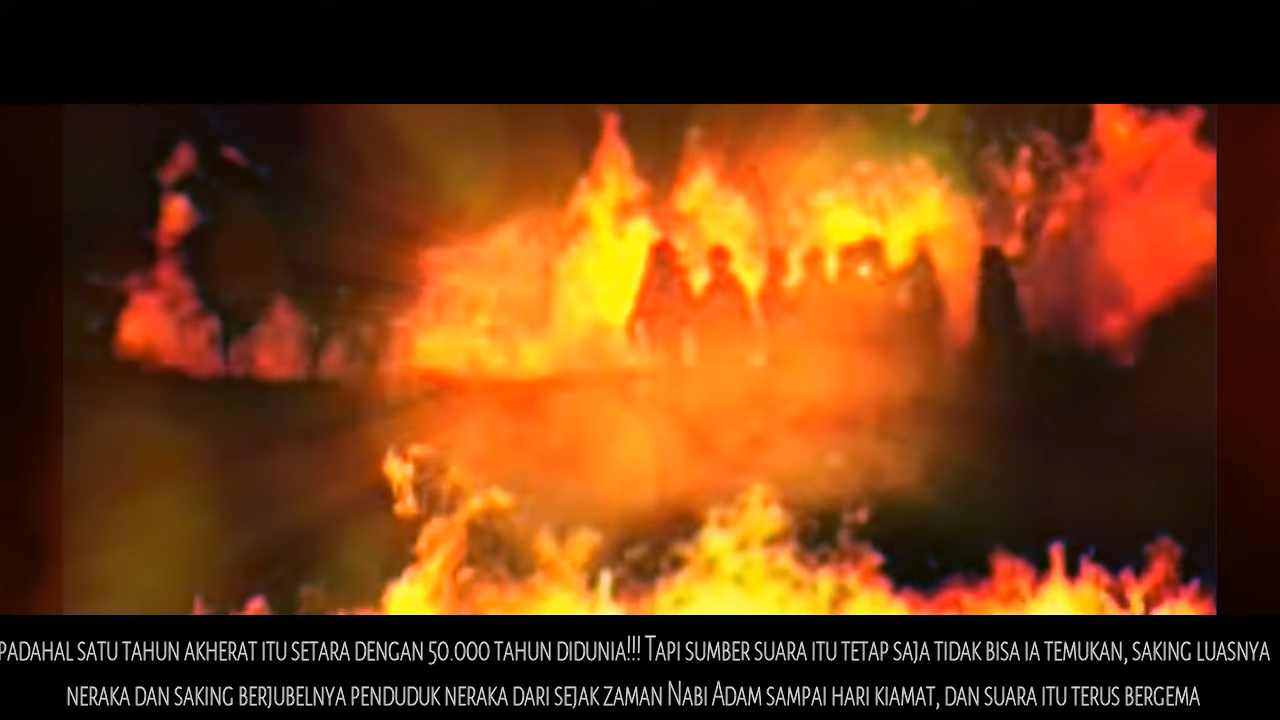 PADAHAL SATU TAHUN AKHERAT ITU SETARA DENGAN 50.000 TAHUN DIDUNIA!!! TAPI SUMBER SUARA ITU TETAP SAJA TIDAK BISA IA TEMUKAN, SAKING LUASNYA
NERAKA DAN SAKING BERJUBELNYA PENDUDUK NERAKA DARI SEJAK ZAMAN NABI ADAM SAMPAI HARI KIAMAT, DAN SUARA ITU TERUS BERGEMA